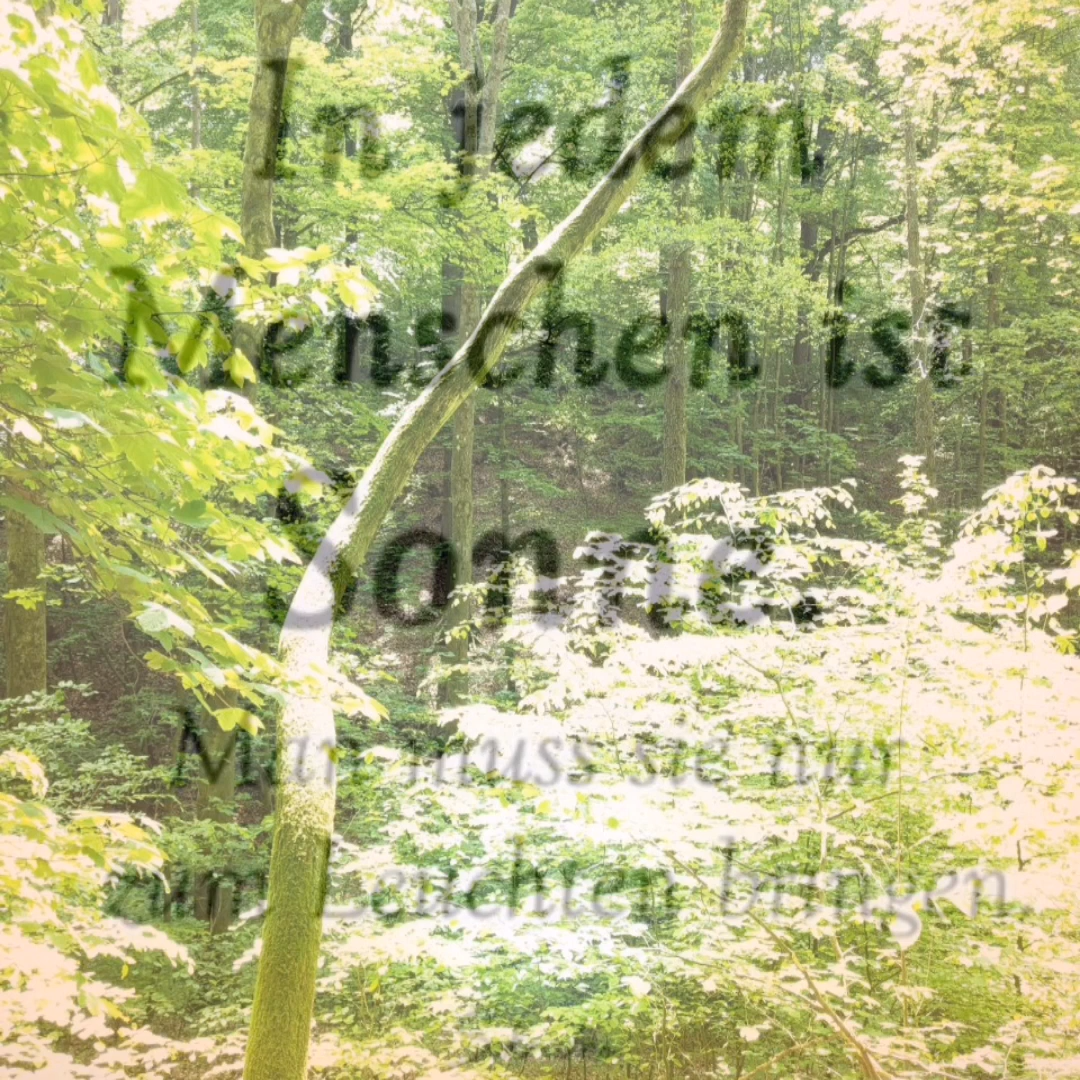 In jedem
Menschen ist
Sonne.
Man muss sie nur
zum Leuchten bringen.